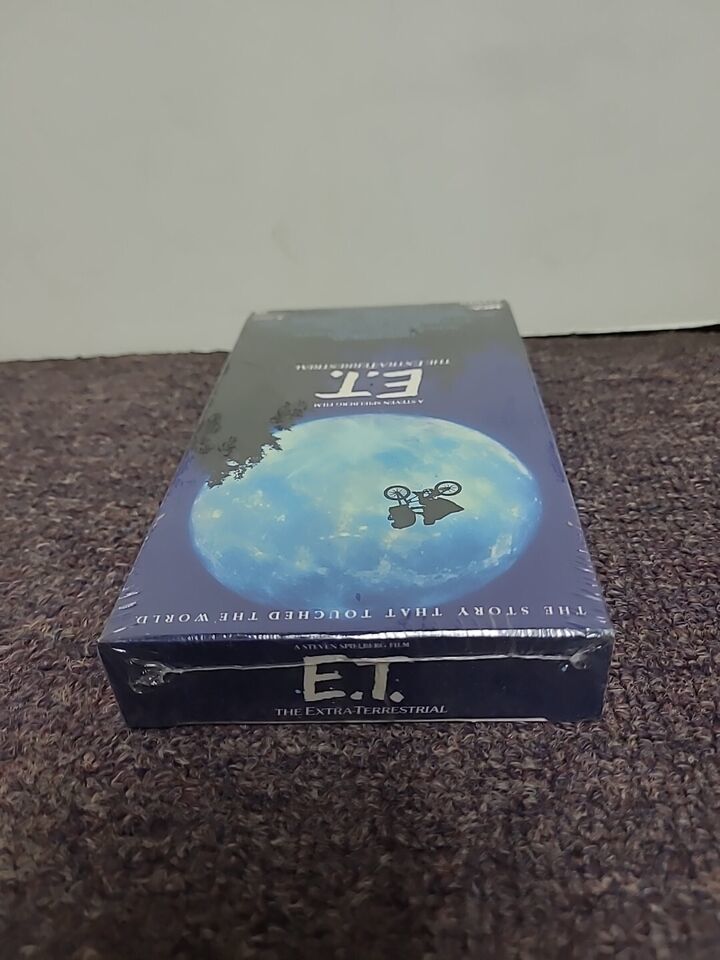 THE EXTRA-TERRESTRIAL
E.T.
A STEVEN SPIELBERG FILM
THE STORY THAT TOUCHED THE WORLD.
A STEVEN SPIELBERG FILM
E.T.
THE EXTRA-TERRESTRIAL